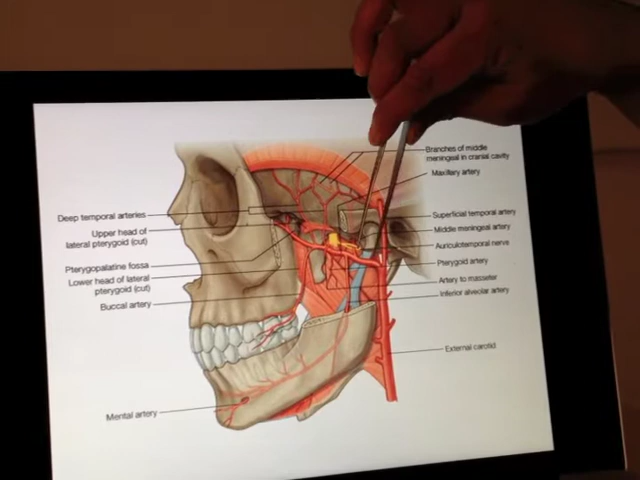 Branches of middle
meningeal in cranial cavity
Maxillary artery
Deep temporal arteries
Superficial temporal artery
Upper head of
lateral pterygoid (cut)
Middle meningeal artery
Auriculotemporal nerve
Pterygopalatine fossa
Pterygoid artery
Lower head of lateral
pterygoid (cut)
Artery to masseter
Inferior alveolar artery
Buccal artery
External carotid
Mental artery